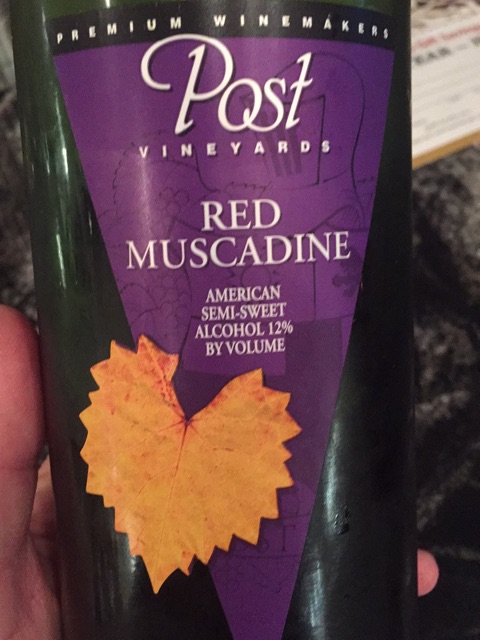 PREMIUM WINEMAKERS
Post
VINEYARDS
RED
MUSCADINE
AMERICAN
SEMI-SWEET
ALCOHOL 12%
BY VOLUME